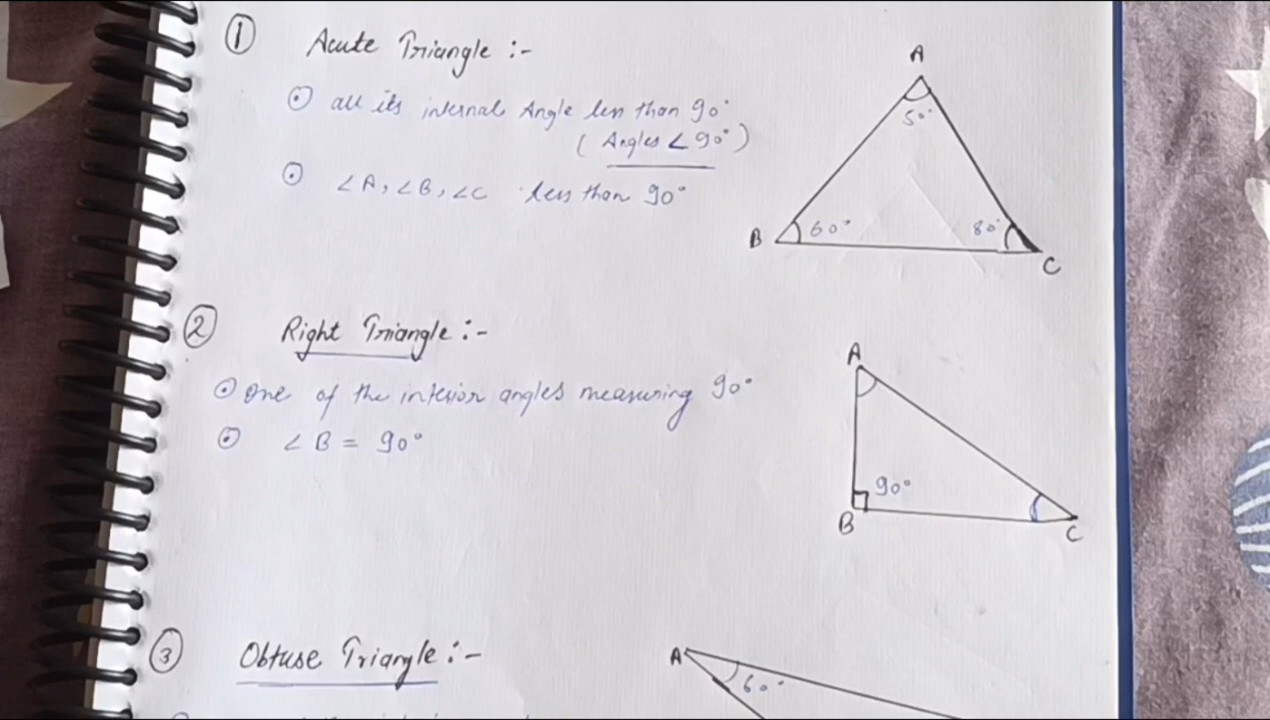 ① Acute Triangle :-
⊙ all its internal Angle less than 90°
( Angles ∠ 90° )
⊙ ∠A, ∠B, ∠C less than 90°
A
50°
B 60° 80°
C
② Right Triangle :-
⊙ One of the interior angles measuring 90°
⊙ ∠B = 90°
A
90°
B
C
③ Obtuse Triangle :-
A
60°